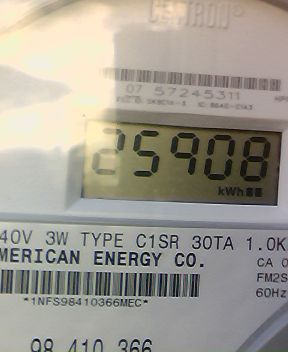 CENTRON®
07 57245311
25908
kWh
40V 3W TYPE C1SR 30TA 1.0K
MERICAN ENERGY CO.
CA 0
FM2S
60Hz
*1NFS98410366MEC*
98 410 366